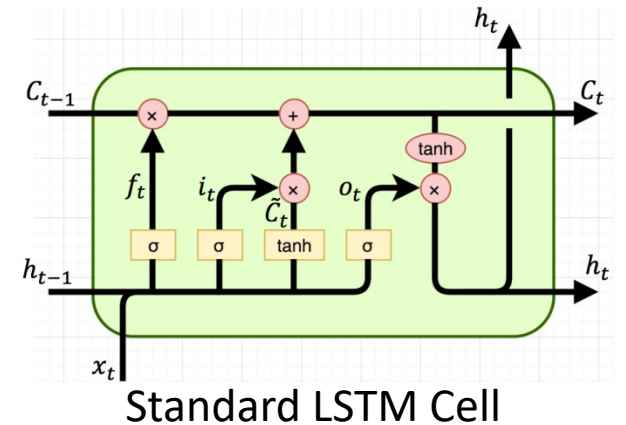 h_t
C_{t-1} × + C_t
tanh
f_t i_t × o_t ×
C̃_t
σ σ tanh σ
h_{t-1} h_t
x_t
Standard LSTM Cell